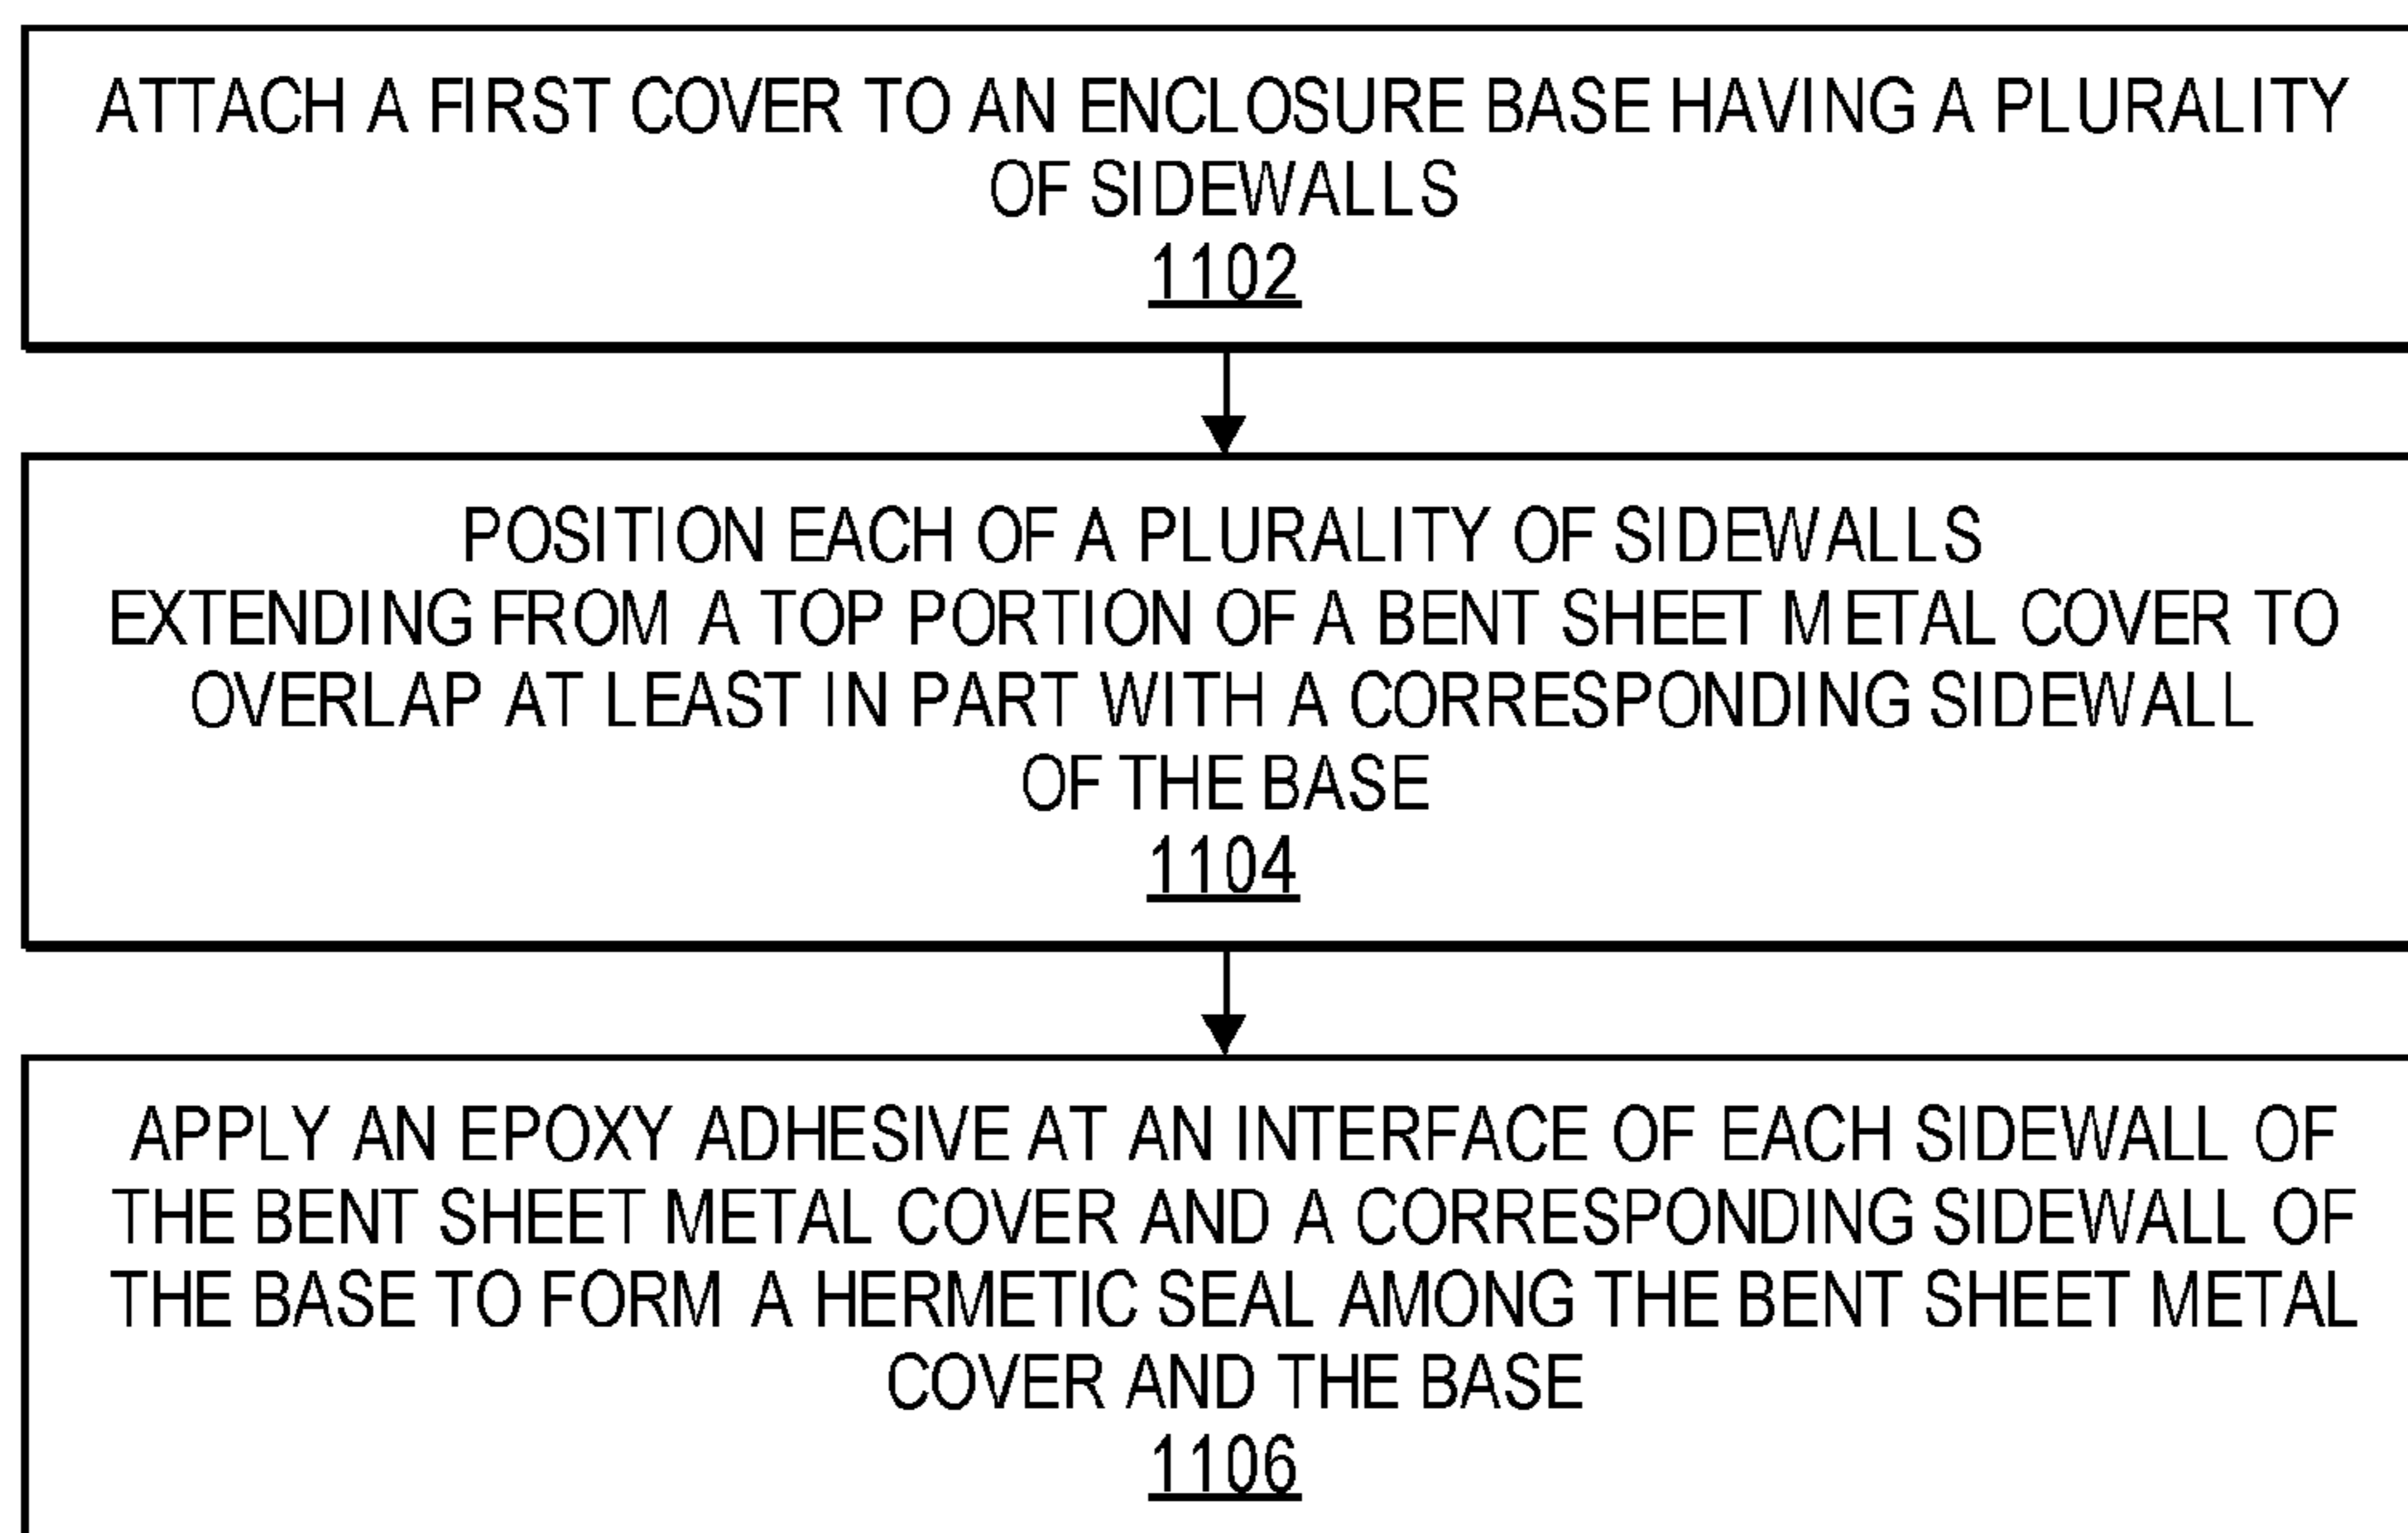 ATTACH A FIRST COVER TO AN ENCLOSURE BASE HAVING A PLURALITY
OF SIDEWALLS
1102
POSITION EACH OF A PLURALITY OF SIDEWALLS
EXTENDING FROM A TOP PORTION OF A BENT SHEET METAL COVER TO
OVERLAP AT LEAST IN PART WITH A CORRESPONDING SIDEWALL
OF THE BASE
1104
APPLY AN EPOXY ADHESIVE AT AN INTERFACE OF EACH SIDEWALL OF
THE BENT SHEET METAL COVER AND A CORRESPONDING SIDEWALL OF
THE BASE TO FORM A HERMETIC SEAL AMONG THE BENT SHEET METAL
COVER AND THE BASE
1106